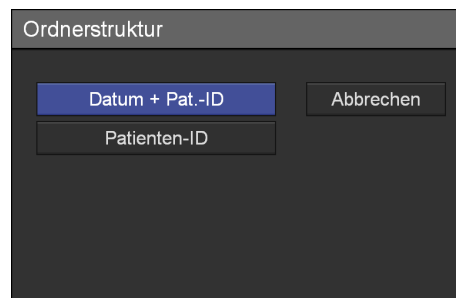 Ordnerstruktur
Datum + Pat.-ID
Abbrechen
Patienten-ID